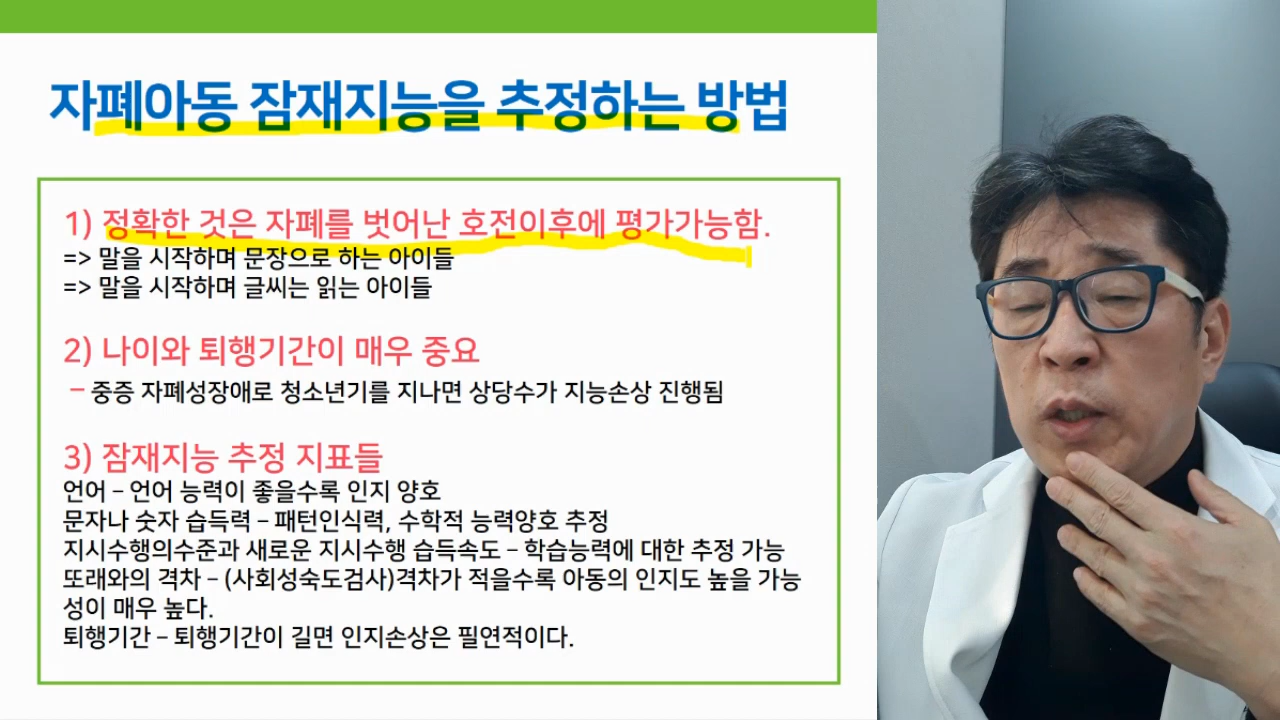 자폐아동 잠재지능을 추정하는 방법
1) 정확한 것은 자폐를 벗어난 호전이후에 평가가능함.
=> 말을 시작하며 문장으로 하는 아이들
=> 말을 시작하며 글씨는 읽는 아이들
2) 나이와 퇴행기간이 매우 중요
– 중증 자폐성장애로 청소년기를 지나면 상당수가 지능손상 진행됨
3) 잠재지능 추정 지표들
언어 – 언어 능력이 좋을수록 인지 양호
문자나 숫자 습득력 – 패턴인식력, 수학적 능력양호 추정
지시수행의수준과 새로운 지시수행 습득속도 – 학습능력에 대한 추정 가능
또래와의 격차 – (사회성숙도검사)격차가 적을수록 아동의 인지도 높을 가능
성이 매우 높다.
퇴행기간 – 퇴행기간이 길면 인지손상은 필연적이다.